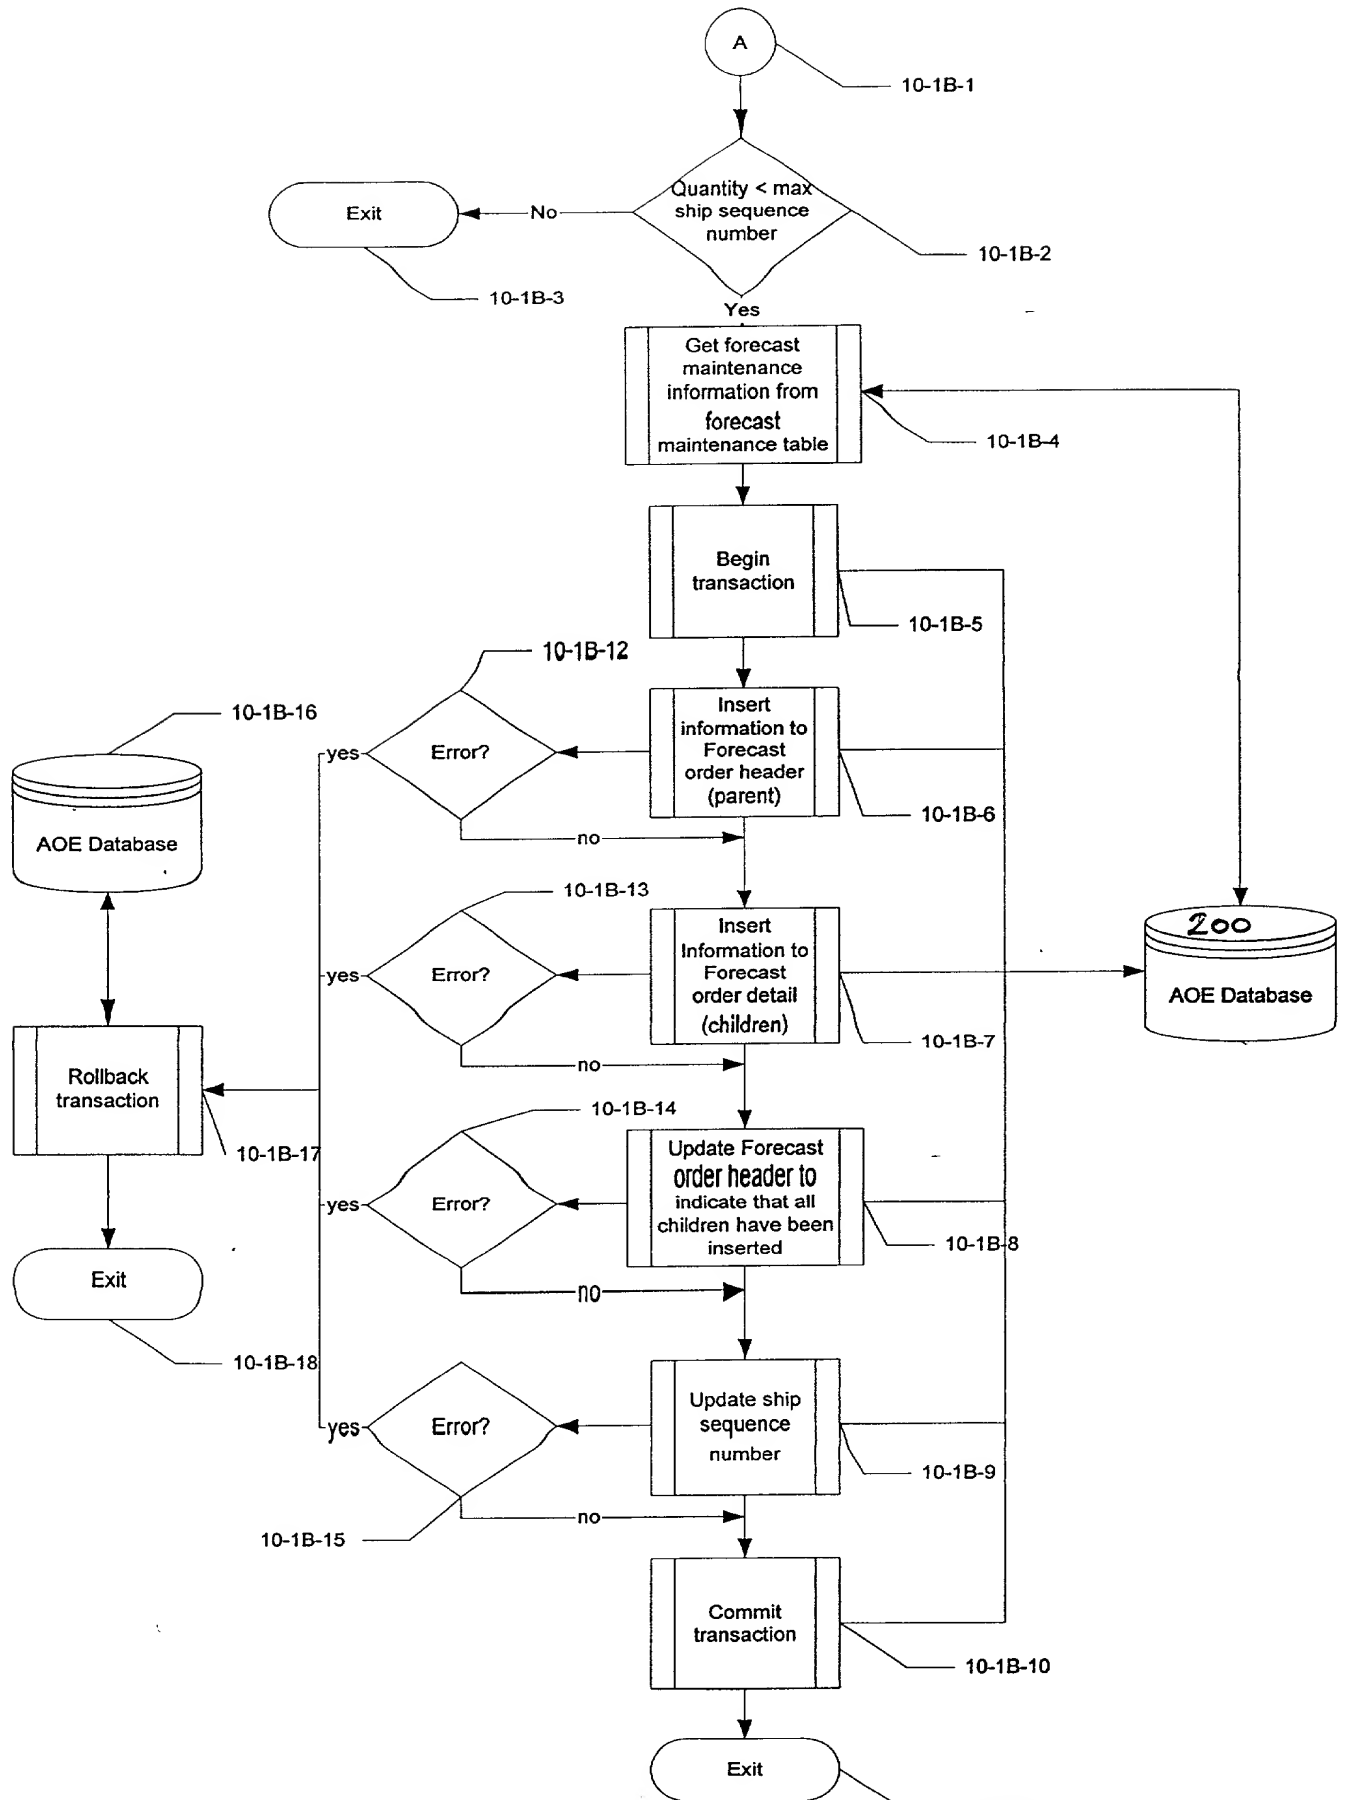 A
10-1B-1
Quantity < max
ship sequence
number
No
Exit
10-1B-2
10-1B-3
Yes
Get forecast
maintenance
information from
forecast
maintenance table
10-1B-4
Begin
transaction
10-1B-5
10-1B-12
Insert
information to
Forecast
order header
(parent)
Error?
yes
10-1B-16
10-1B-6
no
AOE Database
10-1B-13
Insert
Information to
Forecast
order detail
(children)
Error?
yes
200
AOE Database
10-1B-7
no
Rollback
transaction
10-1B-17
10-1B-14
Update Forecast
order header to
indicate that all
children have been
inserted
Error?
yes
10-1B-8
no
Exit
10-1B-18
Update ship
sequence
number
Error?
yes
10-1B-9
no
10-1B-15
Commit
transaction
10-1B-10
Exit